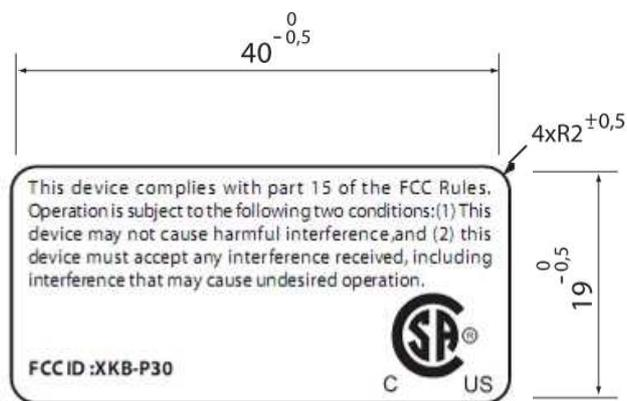 0
40 -0,5
4xR2 ±0,5
This device complies with part 15 of the FCC Rules.
Operation is subject to the following two conditions:(1) This
device may not cause harmful interference,and (2) this
device must accept any interference received, including
interference that may cause undesired operation.
0
19 -0,5
SA ®
FCC ID :XKB-P30
C US